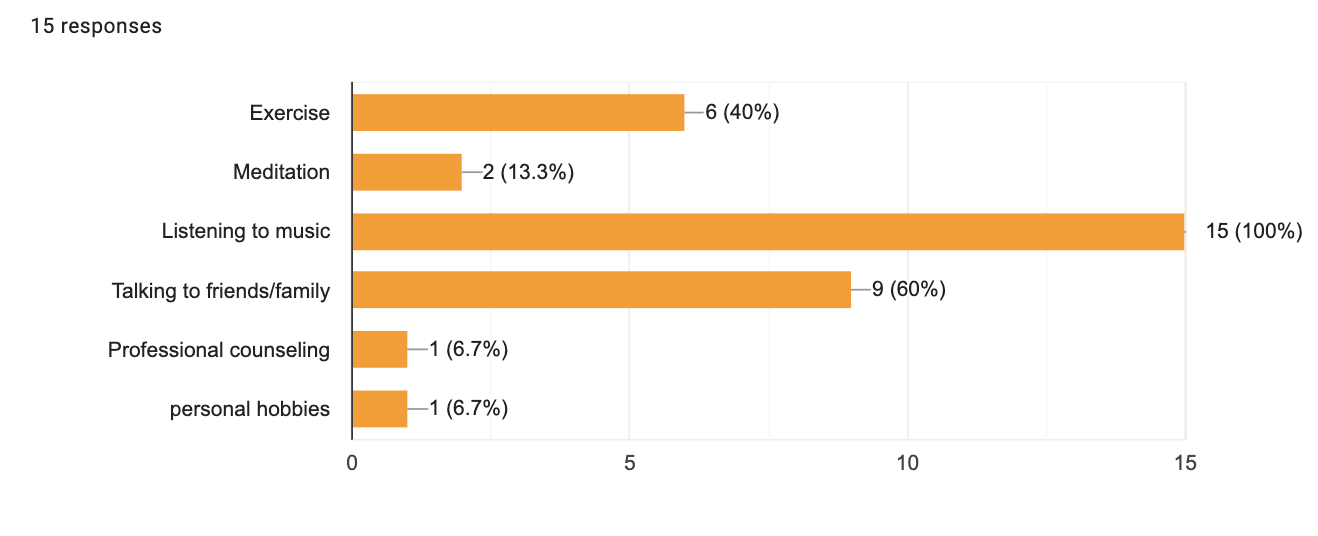 15 responses
Exercise 6 (40%)
Meditation 2 (13.3%)
Listening to music 15 (100%)
Talking to friends/family 9 (60%)
Professional counseling 1 (6.7%)
personal hobbies 1 (6.7%)
0 5 10 15